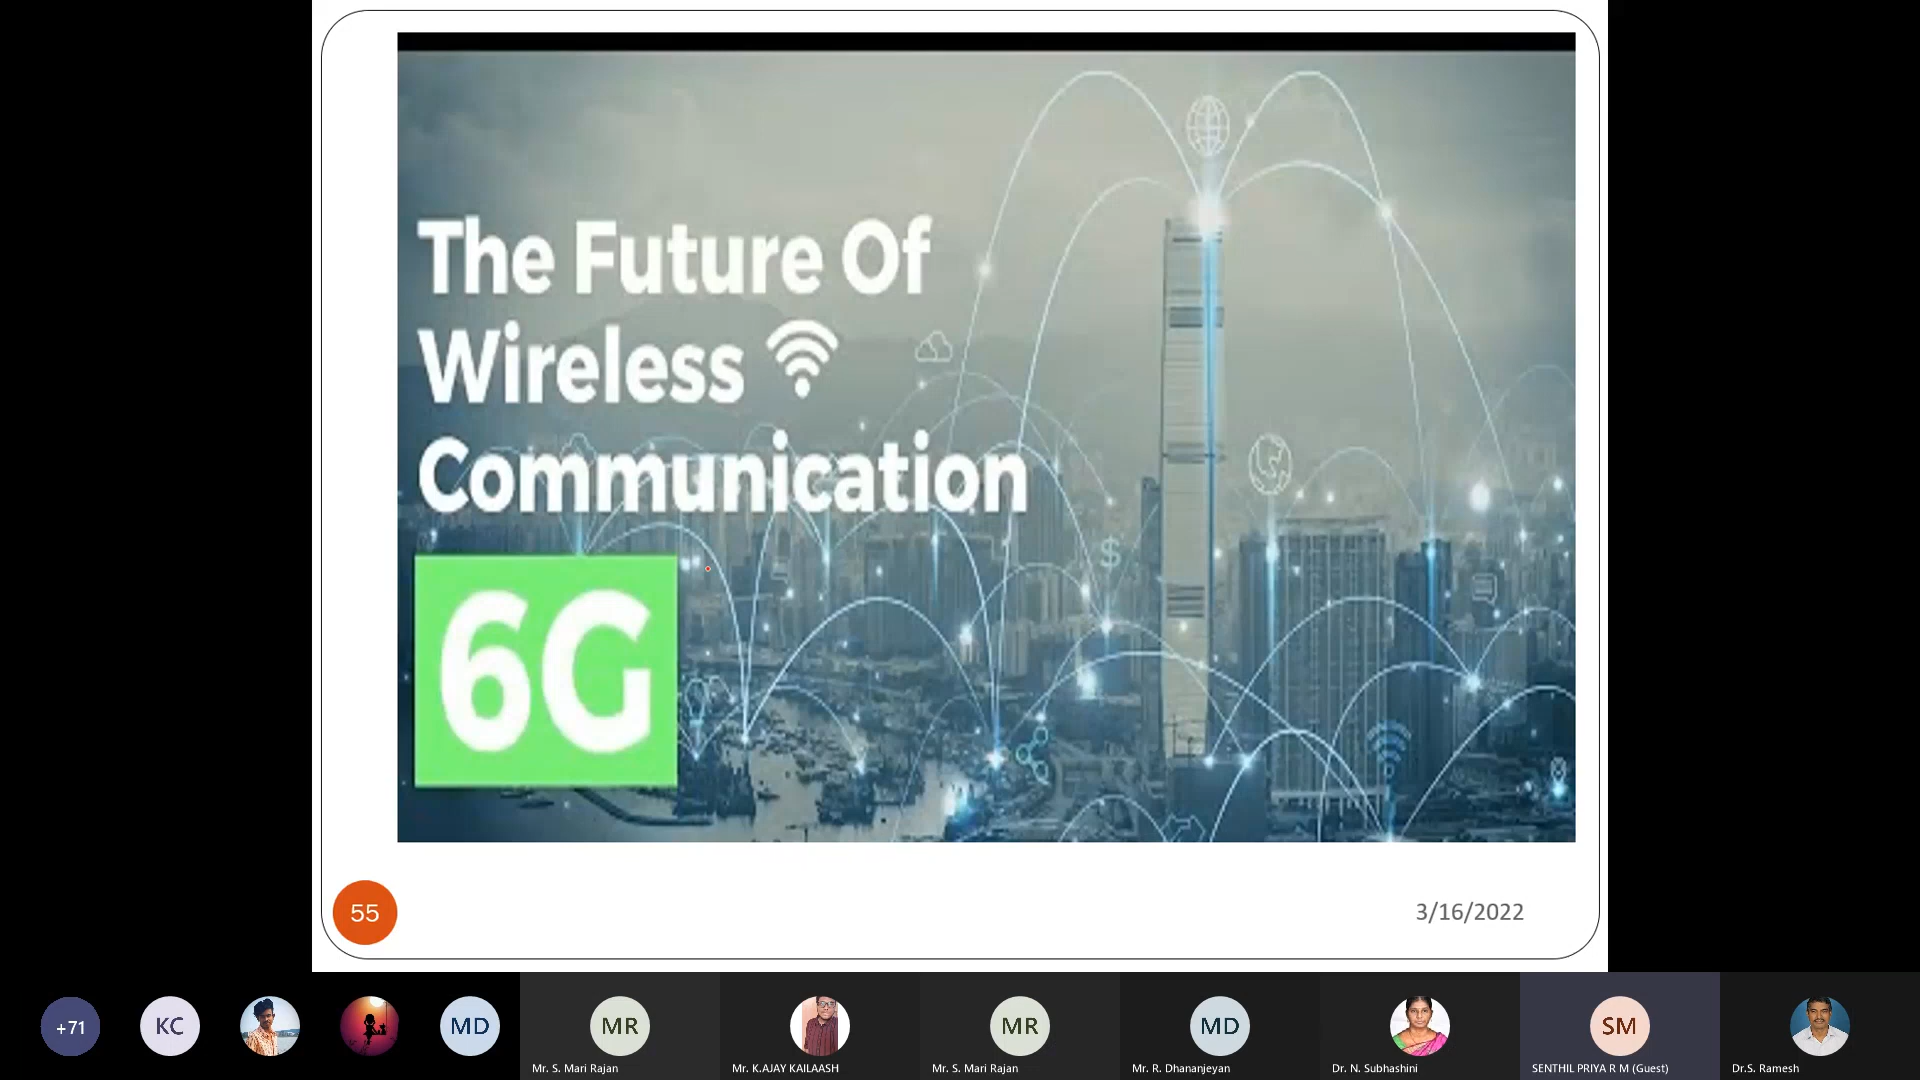 The Future Of
Wireless
Communication
6G
55
3/16/2022
+71
KC
MD
MR
Mr. S. Mari Rajan
Mr. K.AJAY KAILAASH
MR
Mr. S. Mari Rajan
MD
Mr. R. Dhananjeyan
Dr. N. Subhashini
SM
SENTHIL PRIYA R M (Guest)
Dr.S. Ramesh